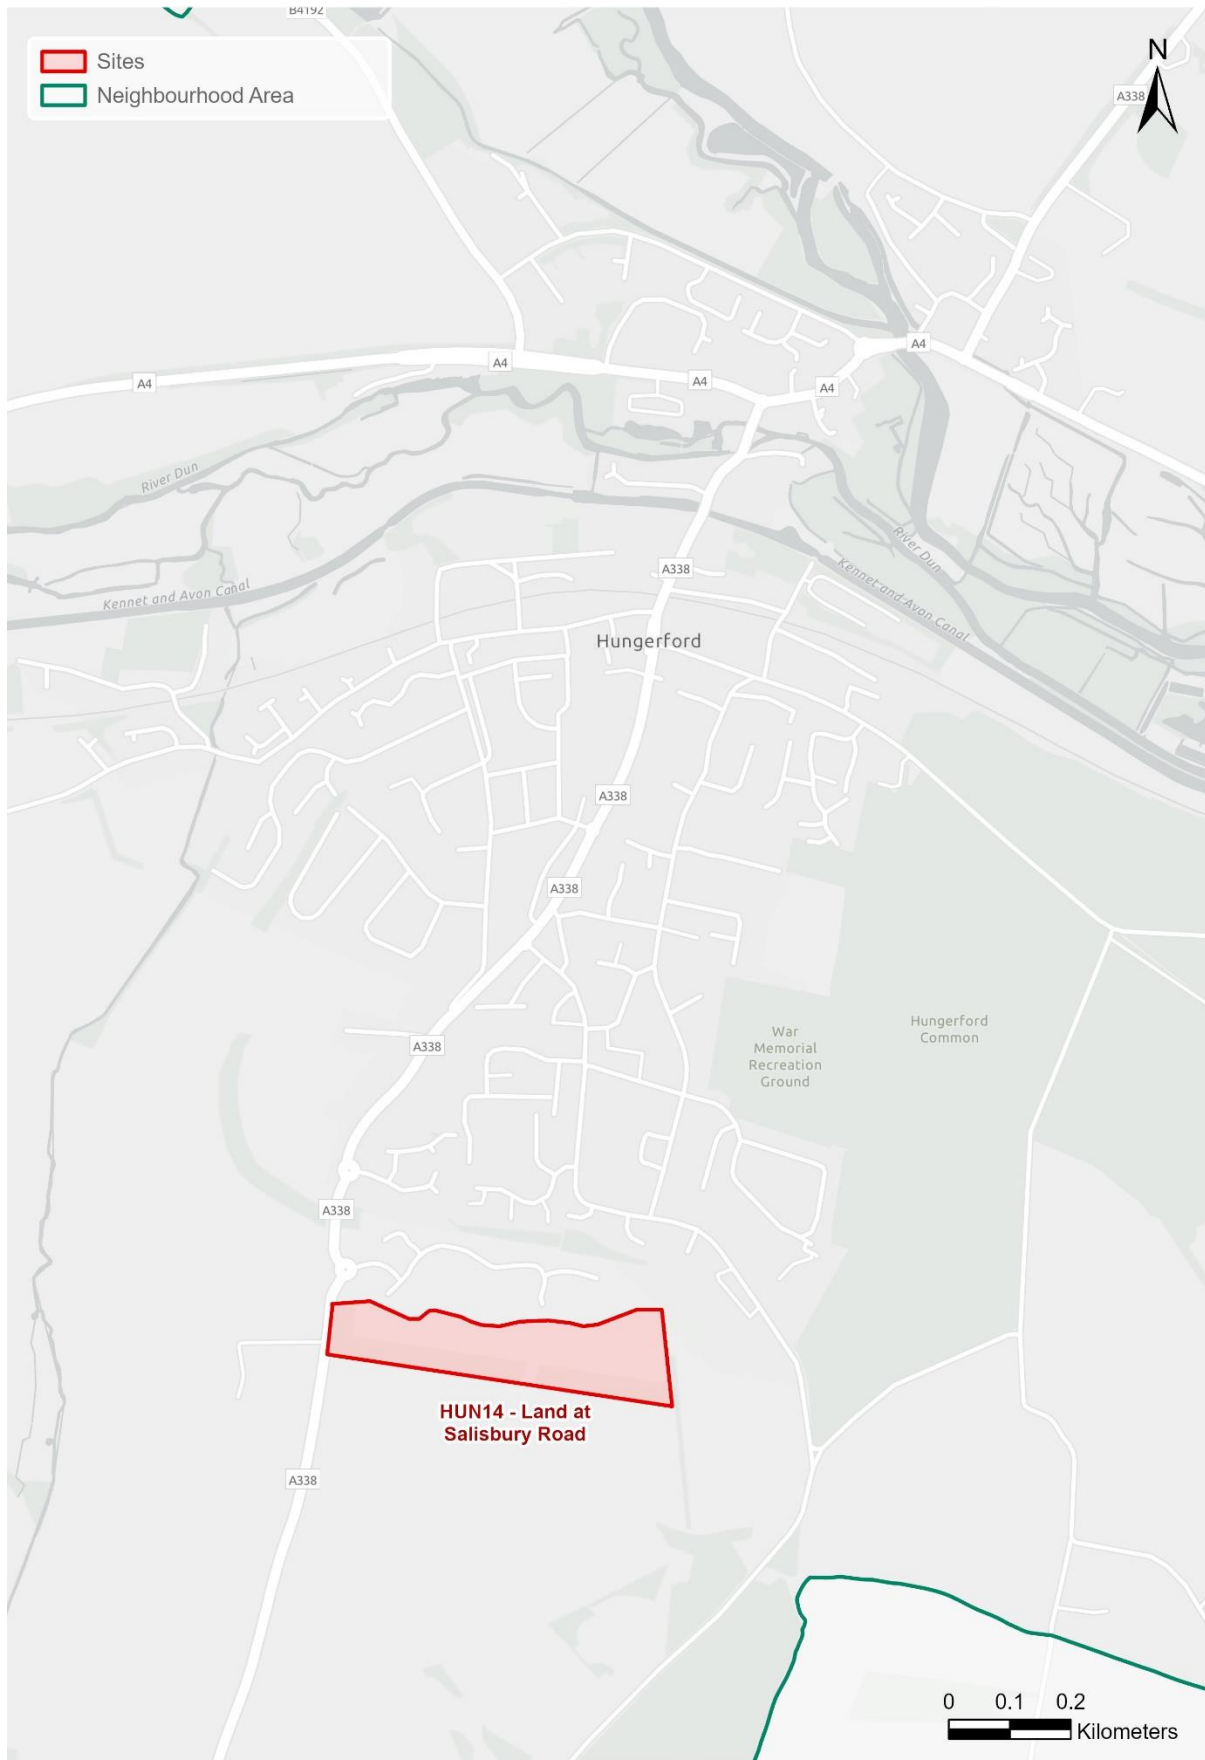 B4192
Sites
Neighbourhood Area
N
A338
A4
A4
A4
A4
A4
River Dun
Kennet and Avon Canal
A338
River Dun
Kennet and Avon Canal
Hungerford
A338
A338
War
Memorial
Recreation
Ground
Hungerford
Common
A338
A338
HUN14 - Land at
Salisbury Road
A338
0 0.1 0.2
Kilometers